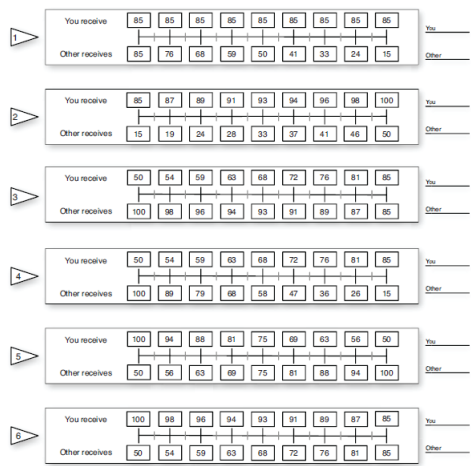 You receive 85 85 85 85 85 85 85 85 85
You
1
Other receives 85 76 68 59 50 41 33 24 15
Other
You receive 85 87 89 91 93 94 96 98 100
You
2
Other receives 15 19 24 28 33 37 41 46 50
Other
You receive 50 54 59 63 68 72 76 81 85
You
3
Other receives 100 98 96 94 93 91 89 87 85
Other
You receive 50 54 59 63 68 72 76 81 85
You
4
Other receives 100 89 79 68 58 47 36 26 15
Other
You receive 100 94 88 81 75 69 63 56 50
You
5
Other receives 50 56 63 69 75 81 88 94 100
Other
You receive 100 98 96 94 93 91 89 87 85
You
6
Other receives 50 54 59 63 68 72 76 81 85
Other